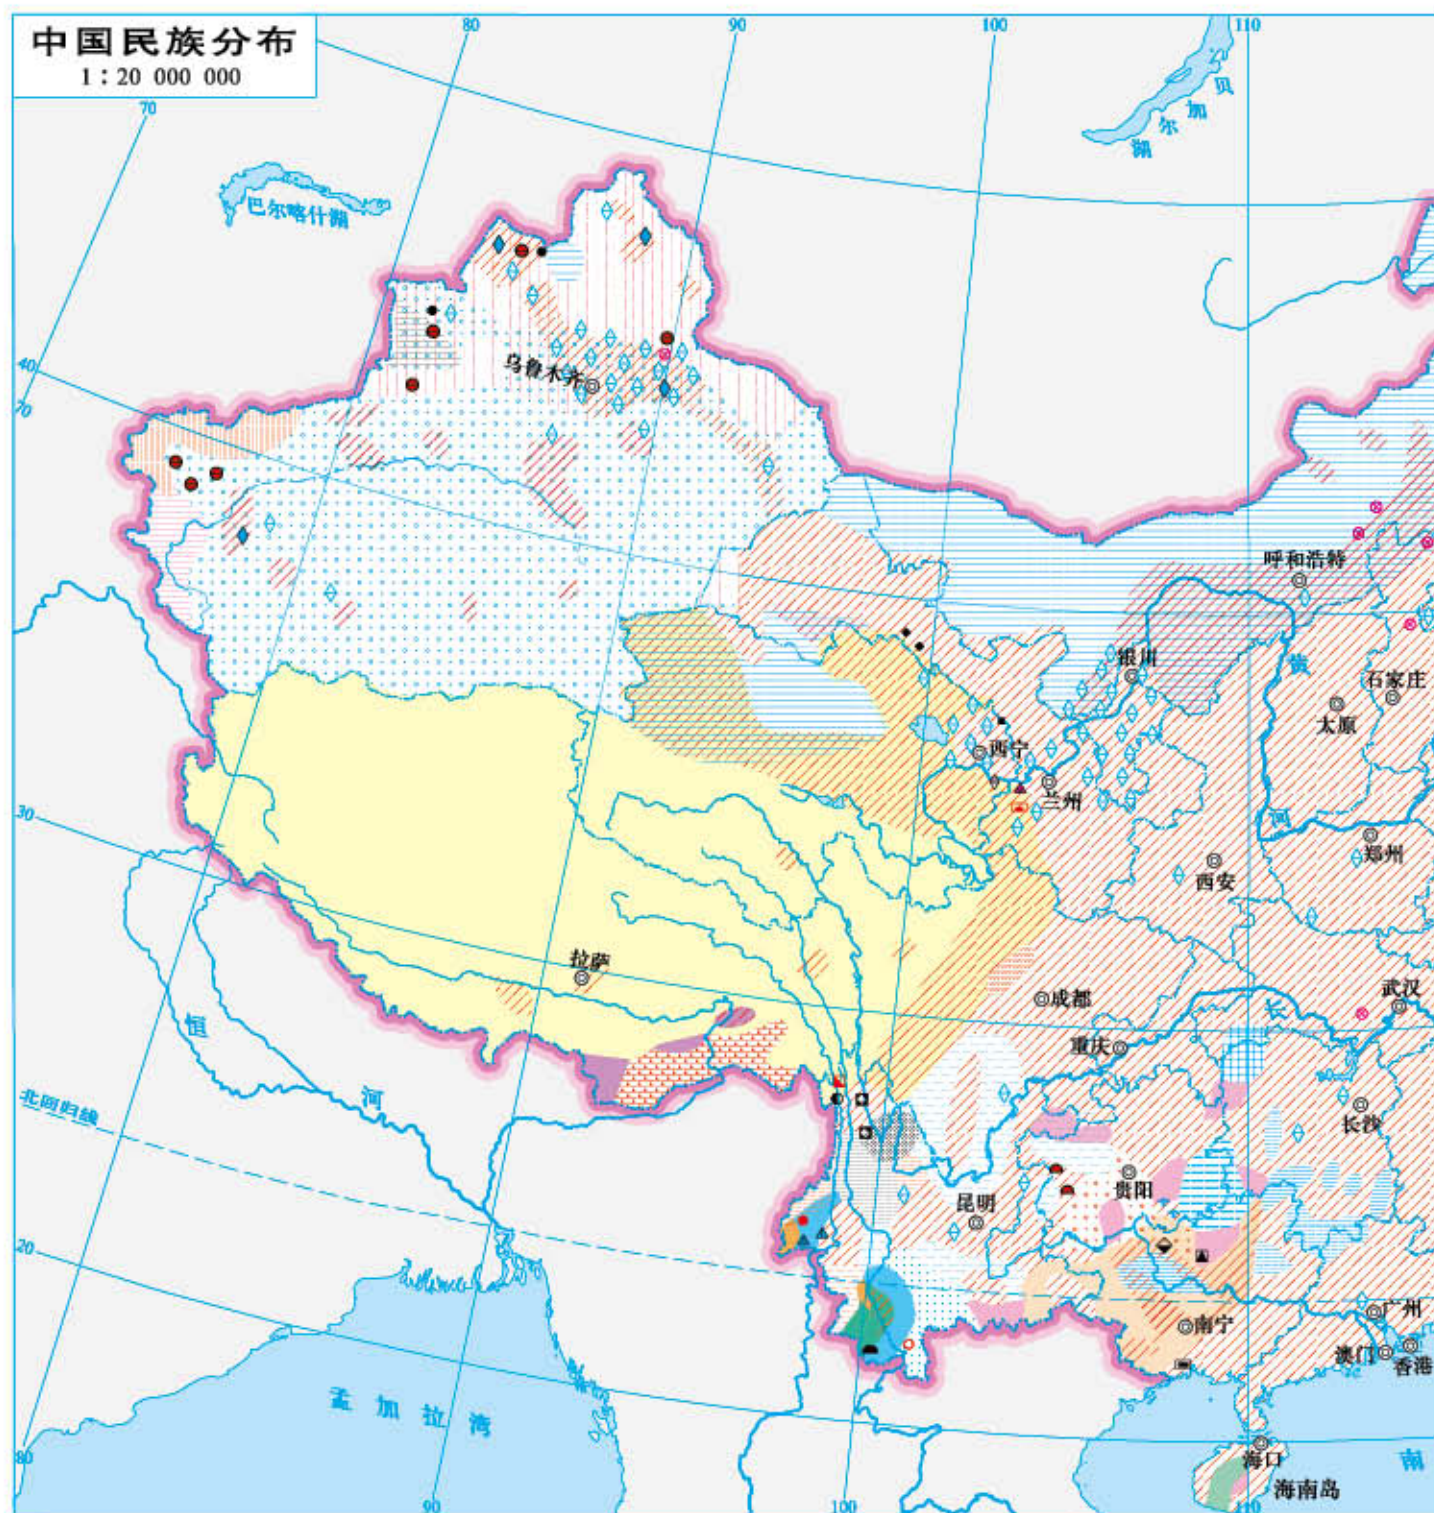 中国民族分布
1：20 000 000
80
90
100
110
70
贝加尔湖
巴尔喀什湖
40
70
乌鲁木齐
呼和浩特
银川
黄
石家庄
太原
西宁
兰州
河
郑州
西安
30
拉萨
成都
武汉
长
重庆
恒
河
北回归线
长沙
贵阳
昆明
20
广州
南宁
澳门
香港
孟加拉湾
海口
南
海南岛
80
90
100
110